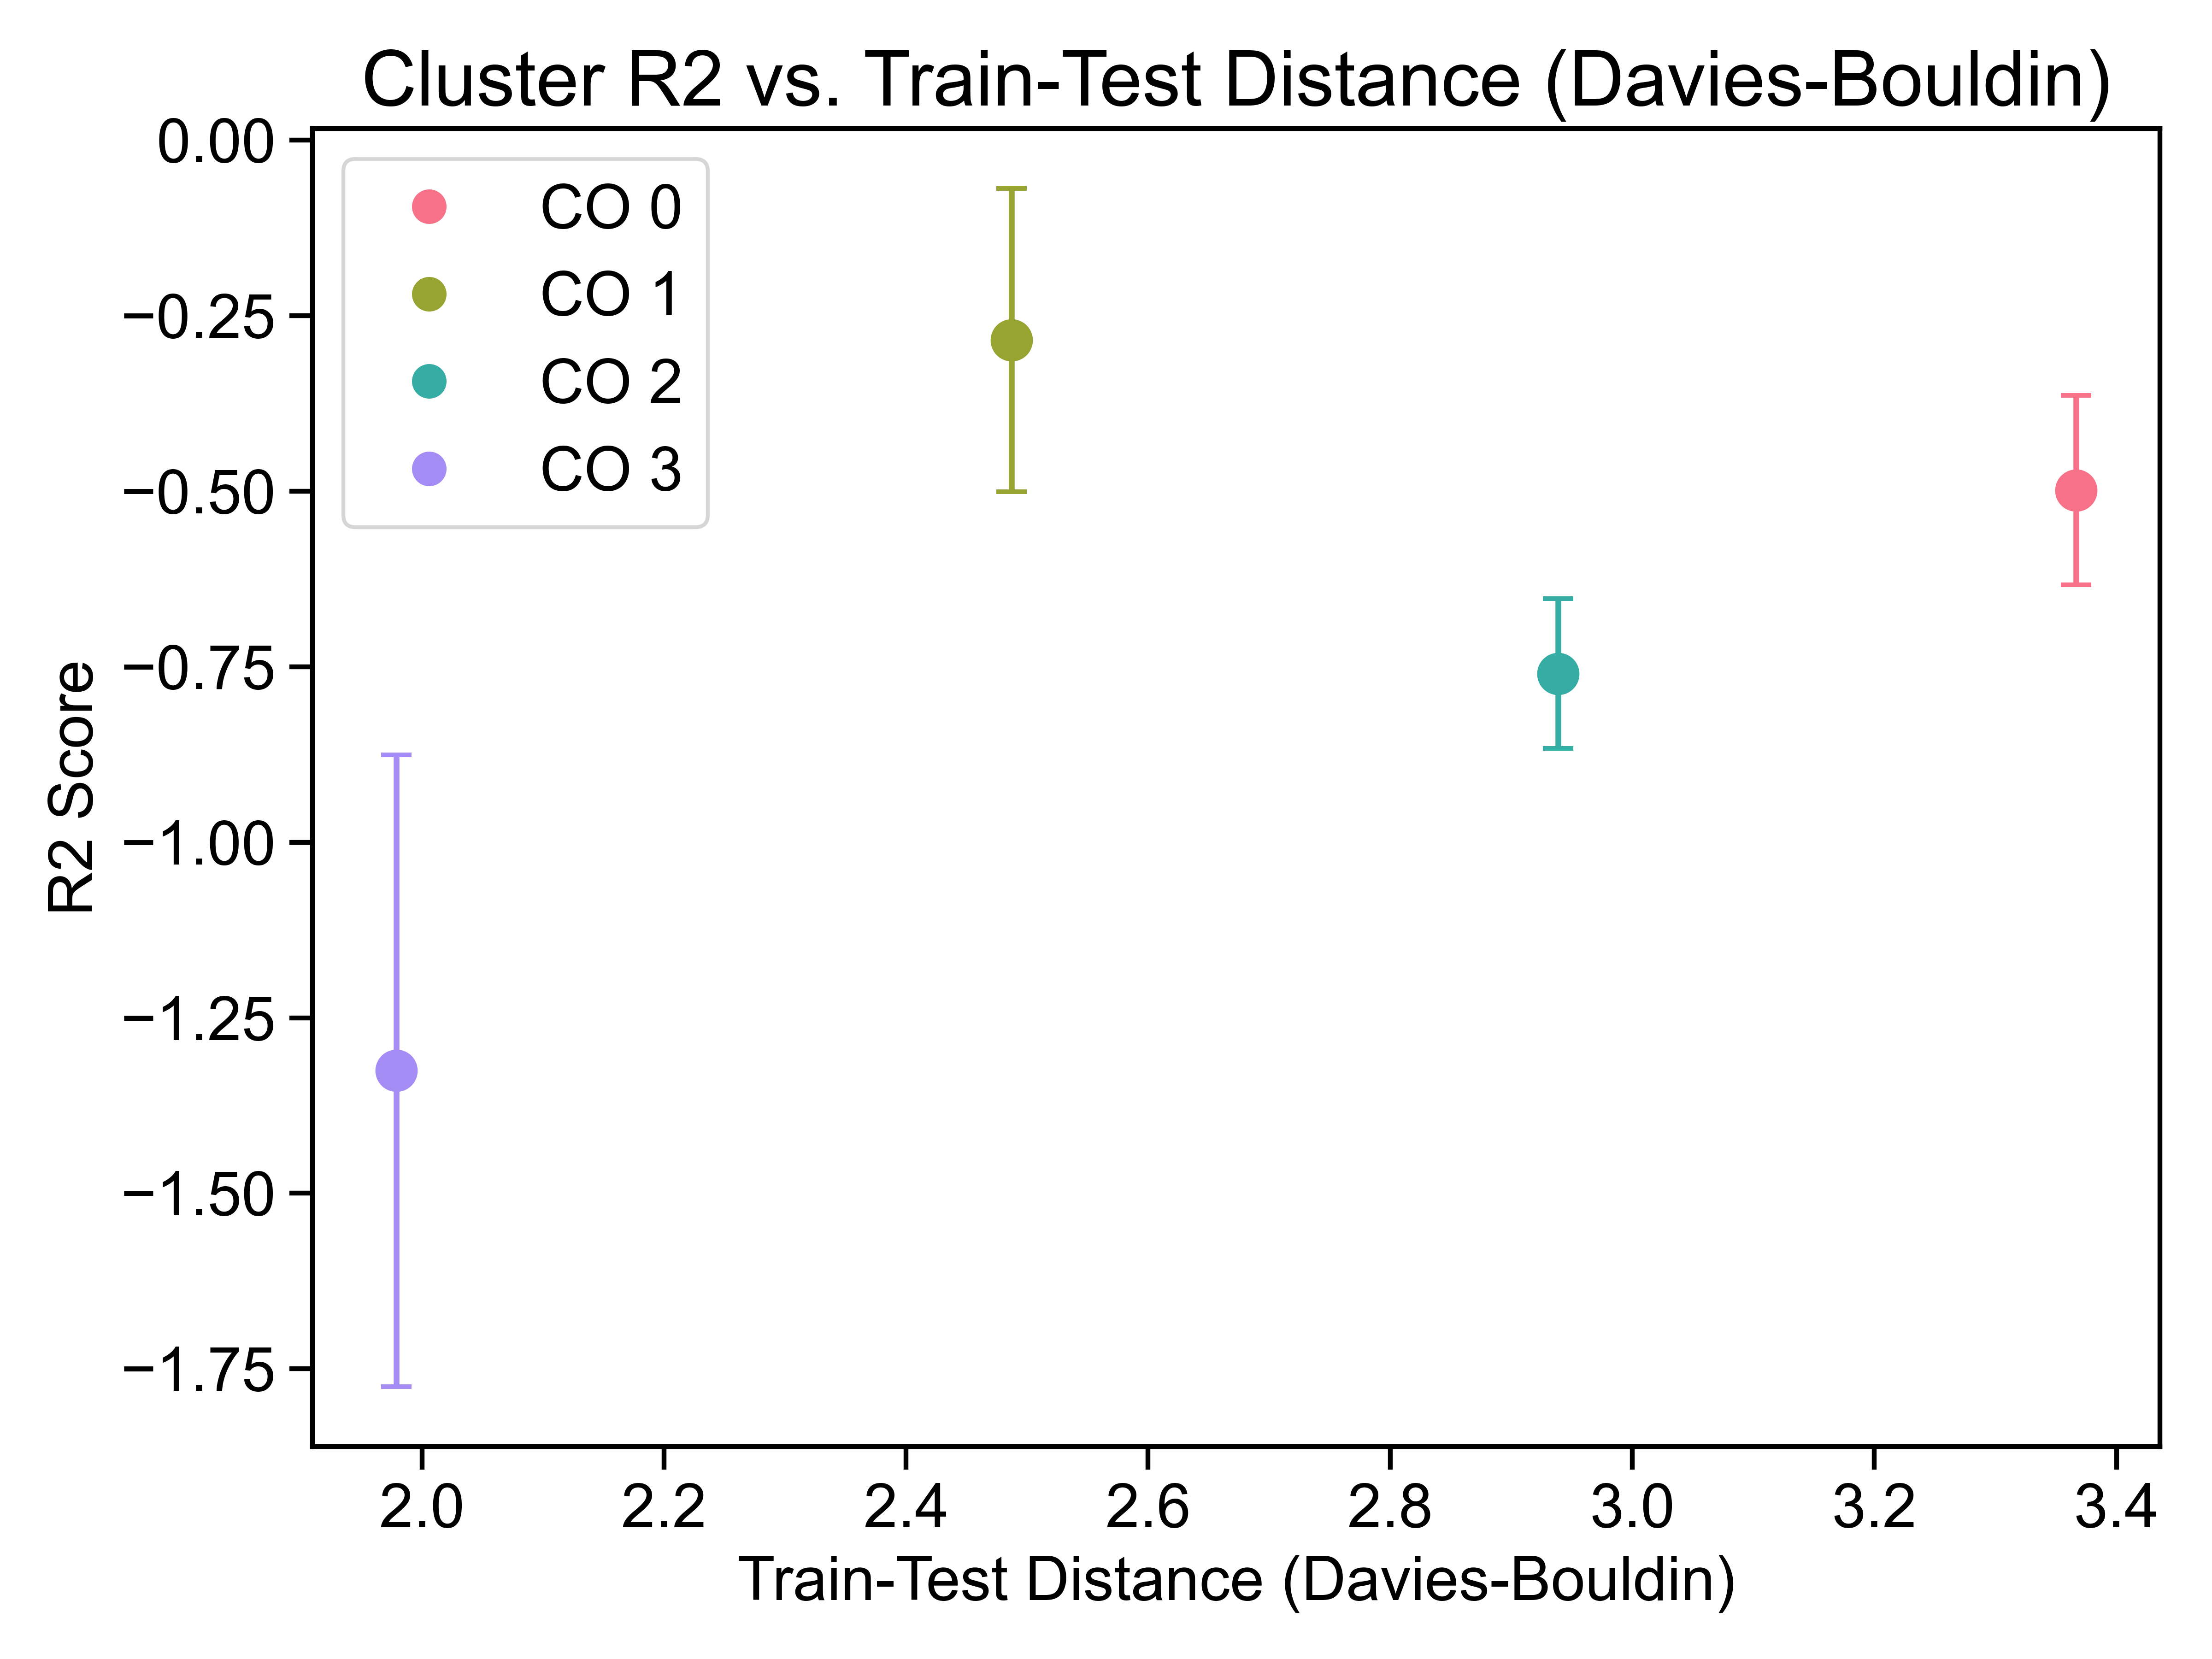 Cluster R2 vs. Train-Test Distance (Davies-Bouldin)
CO 0
CO 1
CO 2
CO 3
R2 Score
0.00
−0.25
−0.50
−0.75
−1.00
−1.25
−1.50
−1.75
2.0 2.2 2.4 2.6 2.8 3.0 3.2 3.4
Train-Test Distance (Davies-Bouldin)